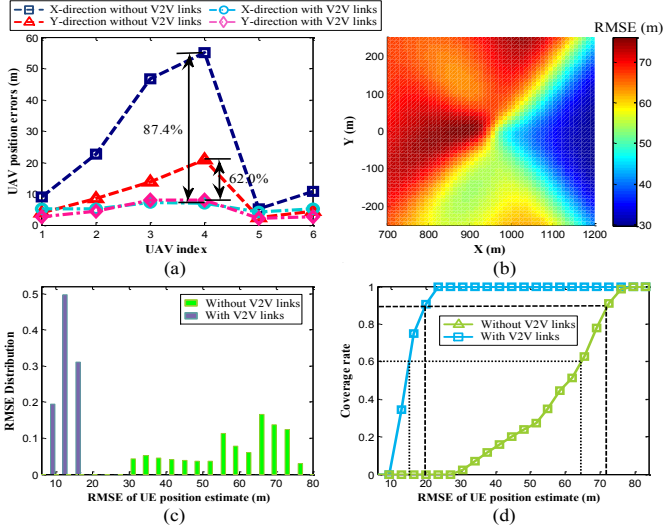 X-direction without V2V links
X-direction with V2V links
Y-direction without V2V links
Y-direction with V2V links
(a)
60
50
40
30
20
10
0
UAV position errors (m)
87.4%
62.0%
1 2 3 4 5 6
UAV index
(a)
(b)
RMSE (m)
200
100
0
-100
-200
Y (m)
70
60
50
40
30
700 800 900 1000 1100 1200
X (m)
(b)
0.5
0.4
0.3
0.2
0.1
0
RMSE Distribution
Without V2V links
With V2V links
10 20 30 40 50 60 70 80
RMSE of UE position estimate (m)
(c)
1
0.8
0.6
0.4
0.2
0
Coverage rate
Without V2V links
With V2V links
10 20 30 40 50 60 70 80
RMSE of UE position estimate (m)
(d)